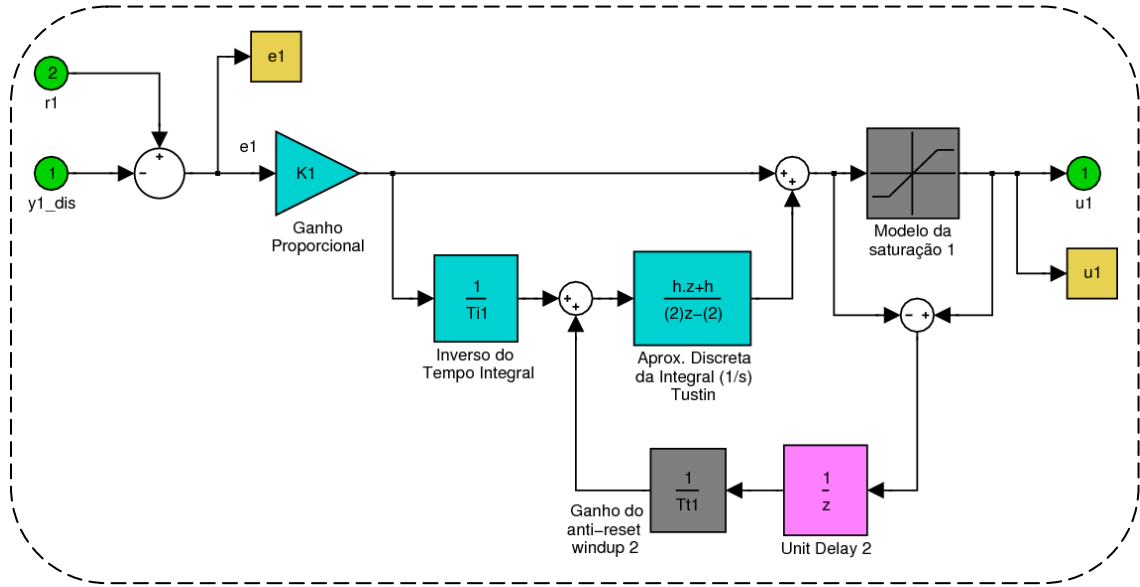 e1
2
r1
+
−
1
y1_dis
e1
K1
Ganho
Proporcional
+
+
Modelo da
saturação 1
1
u1
u1
1
Ti1
Inverso do
Tempo Integral
+
+
h.z+h
(2)z−(2)
Aprox. Discreta
da Integral (1/s)
Tustin
− +
1
Tt1
Ganho do
anti−reset
windup 2
1
z
Unit Delay 2